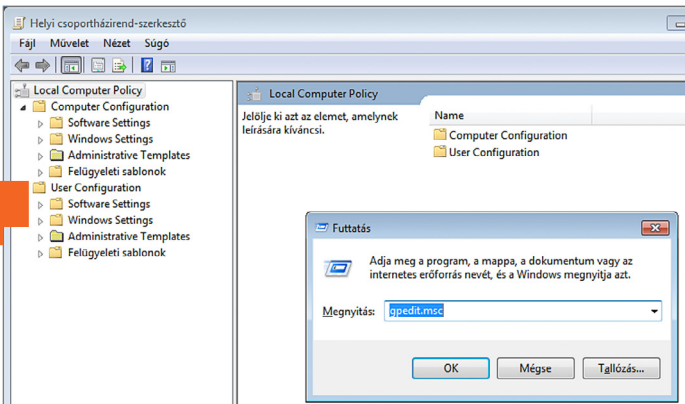 Helyi csoportházirend-szerkesztő
Fájl Művelet Nézet Súgó
Local Computer Policy
Computer Configuration
Software Settings
Windows Settings
Administrative Templates
Felügyeleti sablonok
User Configuration
Software Settings
Windows Settings
Administrative Templates
Felügyeleti sablonok
Local Computer Policy
Jelölje ki azt az elemet, amelynek
leírására kíváncsi.
Name
Computer Configuration
User Configuration
Futtatás
Adja meg a program, a mappa, a dokumentum vagy az
internetes erőforrás nevét, és a Windows megnyitja azt.
Megnyitás: gpedit.msc
OK Mégse Tallózás...